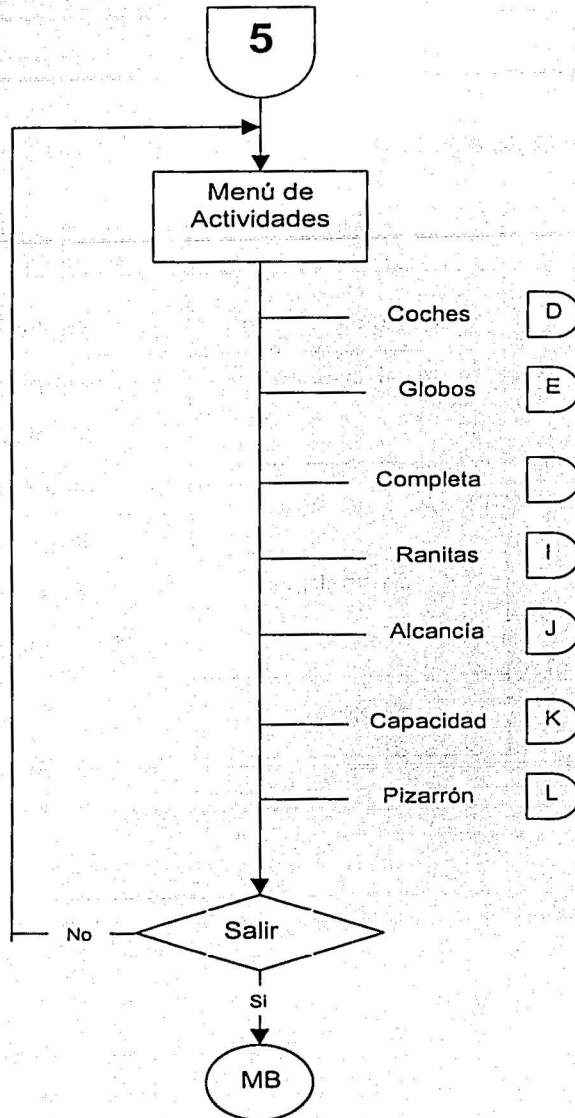 5
Menú de
Actividades
Coches D
Globos E
Completa
Ranitas I
Alcancía J
Capacidad K
Pizarrón L
No Salir
Si
MB